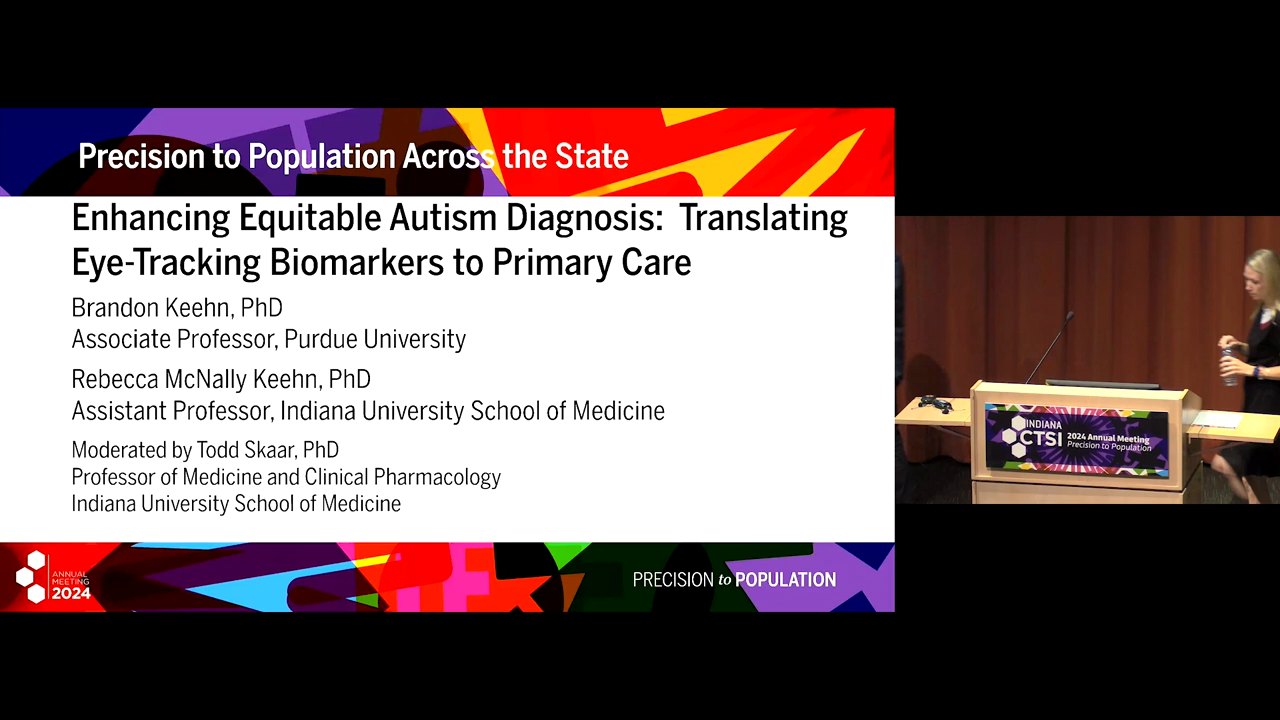 Precision to Population Across the State
Enhancing Equitable Autism Diagnosis: Translating
Eye-Tracking Biomarkers to Primary Care
Brandon Keehn, PhD
Associate Professor, Purdue University
Rebecca McNally Keehn, PhD
Assistant Professor, Indiana University School of Medicine
Moderated by Todd Skaar, PhD
Professor of Medicine and Clinical Pharmacology
Indiana University School of Medicine
ANNUAL
MEETING
2024
PRECISION to POPULATION
INDIANA
CTSI
2024 Annual Meeting
Precision to Population